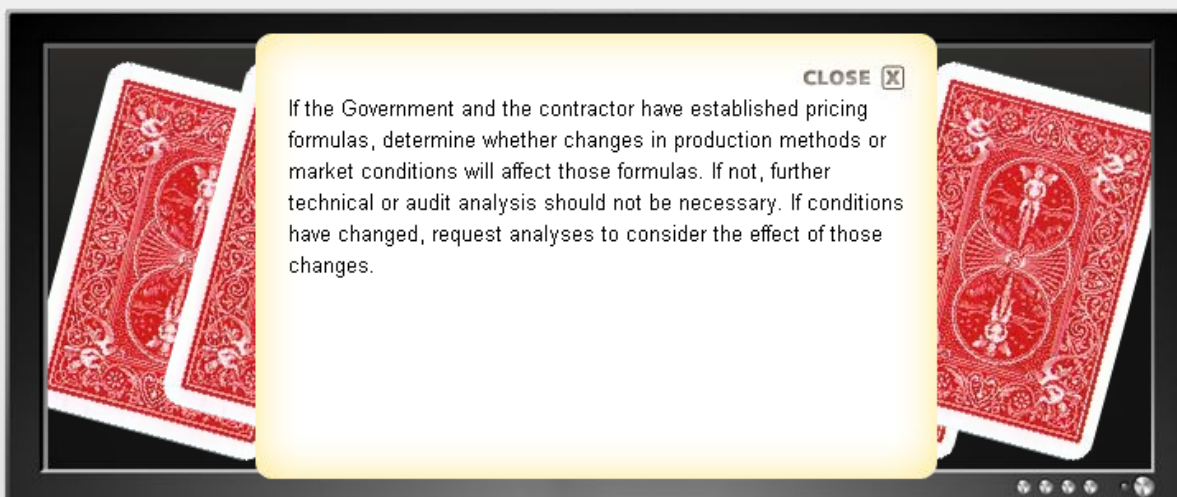 CLOSE X
If the Government and the contractor have established pricing
formulas, determine whether changes in production methods or
market conditions will affect those formulas. If not, further
technical or audit analysis should not be necessary. If conditions
have changed, request analyses to consider the effect of those
changes.